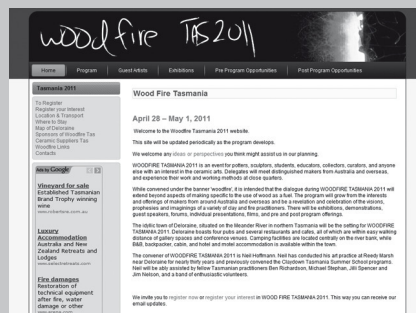 woodfire TAS 2011
Home
Program
Guest Artists
Exhibitions
Pre Program Opportunities
Post Program Opportunities
Tasmania 2011
To Register
Register your Interest
Location & Transport
Where to Stay
Map of Deloraine
Sponsors of Woodfire Tas
Ceramic Suppliers Tas
Woodfire Links
Contacts
Ads by Google
Vineyard for sale
Established Tasmanian
Brand Trophy winning
wine
Luxury
Accommodation
Australia and New
Zealand Retreats and
Lodges
Fire damages
Restoration of
technical equipment
after fire, water
damage or other
Wood Fire Tasmania
April 28 – May 1, 2011
Welcome to the Woodfire Tasmania 2011 website.
This site will be updated periodically as the program develops.
We welcome any ideas or perspectives you think might assist us in our planning.
WOODFIRE TASMANIA 2011 is an event for potters, sculptors, students, educators, collectors, curators, and anyone
else with an interest in the ceramic arts. Delegates will meet distinguished makers from Australia and overseas,
and experience their work and working methods at close quarters.
While convened under the banner 'woodfire', it is intended that the dialogue during WOODFIRE TASMANIA 2011 will
extend beyond aspects of making specific to the use of wood as a fuel. The program will grow from the interests
and offerings of makers from around Australia and overseas and be a revelation and celebration of the visions,
prophesies and imaginings of a variety of clay and fire practitioners. There will be exhibitions, demonstrations,
guest speakers, forums, individual presentations, films, and pre and post program offerings.
The idyllic town of Deloraine, situated on the Meander River in northern Tasmania will be the setting for WOODFIRE
TASMANIA 2011. Deloraine boasts four pubs and several restaurants and cafes, all of which are within easy walking
distance of gallery spaces and conference venues. Camping facilities are located centrally on the river bank, while
B&B, backpacker, cabin, and hotel and motel accommodation is available within the town.
The convener of WOODFIRE TASMANIA 2011 is Neil Hoffmann. Neil has conducted his art practice at Reedy Marsh
near Deloraine for nearly thirty years and previously convened the Claydown Tasmania Summer School programs.
Neil will be ably assisted by fellow Tasmanian practitioners Ben Richardson, Michael Stephan, Jilli Spencer and
Jim Nelson, and a band of enthusiastic volunteers.
We invite you to register now or register your interest in WOOD FIRE TASMANIA 2011. This way you can receive our
email updates.